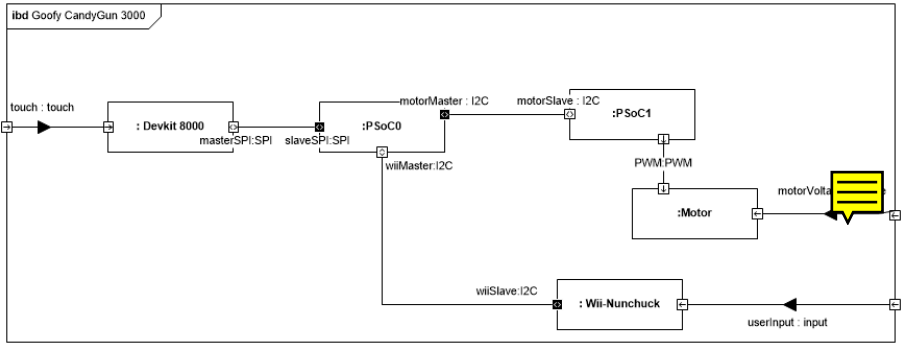 ibd Goofy CandyGun 3000
touch : touch
: Devkit 8000
masterSPI:SPI
slaveSPI:SPI
:PSoC0
motorMaster : I2C
motorSlave : I2C
:PSoC1
wiiMaster:I2C
PWM:PWM
:Motor
wiiSlave:I2C
: Wii-Nunchuck
userInput : input